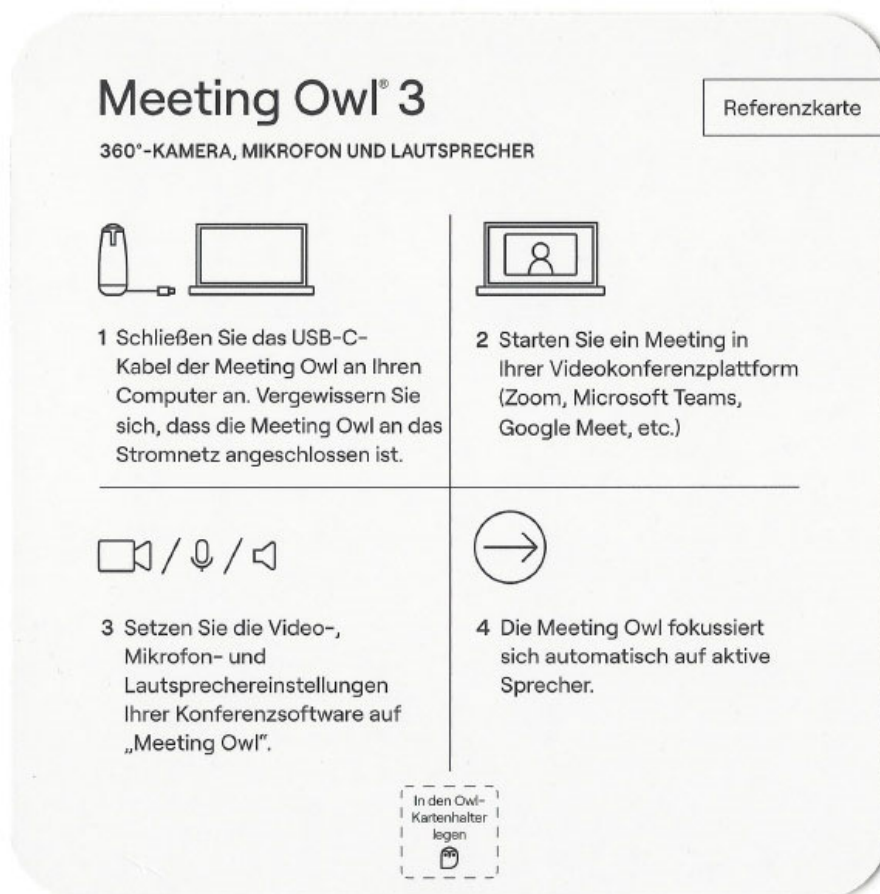 Meeting Owl® 3
Referenzkarte
360°-KAMERA, MIKROFON UND LAUTSPRECHER
1 Schließen Sie das USB-C-
Kabel der Meeting Owl an Ihren
Computer an. Vergewissern Sie
sich, dass die Meeting Owl an das
Stromnetz angeschlossen ist.
2 Starten Sie ein Meeting in
Ihrer Videokonferenzplattform
(Zoom, Microsoft Teams,
Google Meet, etc.)
3 Setzen Sie die Video-,
Mikrofon- und
Lautsprechereinstellungen
Ihrer Konferenzsoftware auf
„Meeting Owl“.
4 Die Meeting Owl fokussiert
sich automatisch auf aktive
Sprecher.
In den Owl-
Kartenhalter
legen